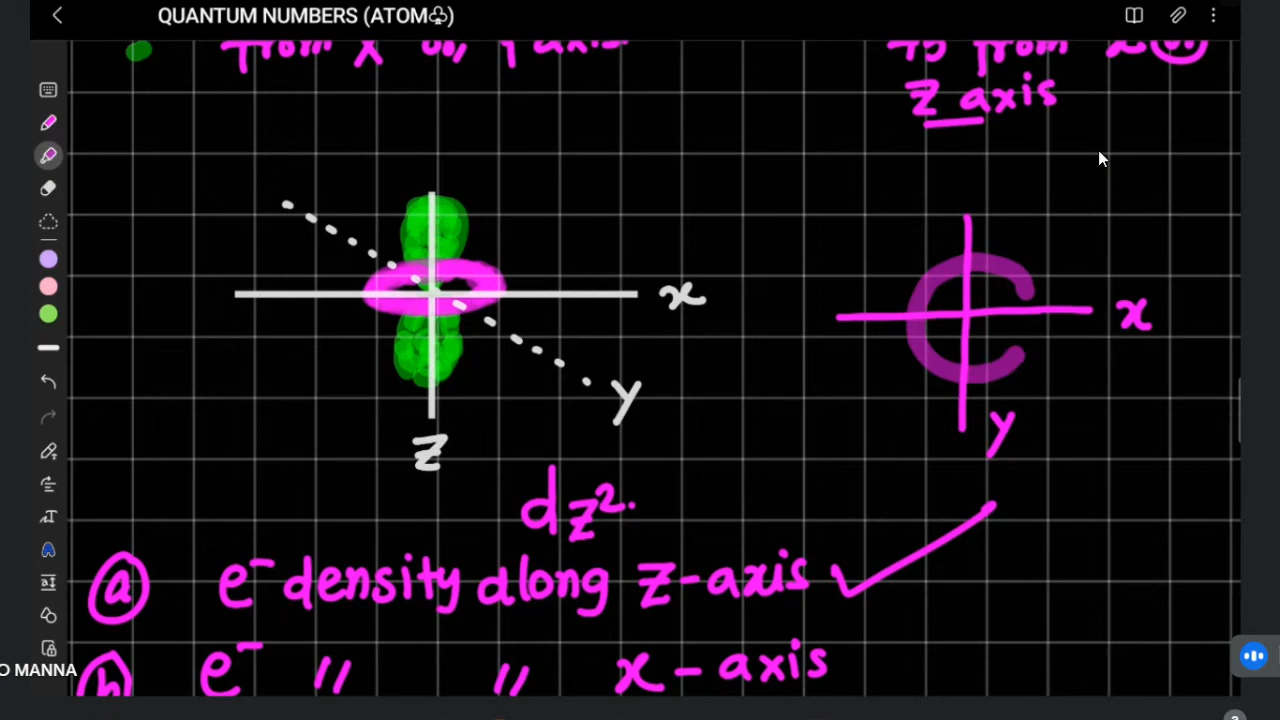 QUANTUM NUMBERS (ATOM♧)
from x or, Y axis
45 from x or
Z axis
x
x
y
y
Z
dz².
ⓐ e⁻ density along Z-axis ✓
ⓑ e⁻ " " x - axis
O MANNA